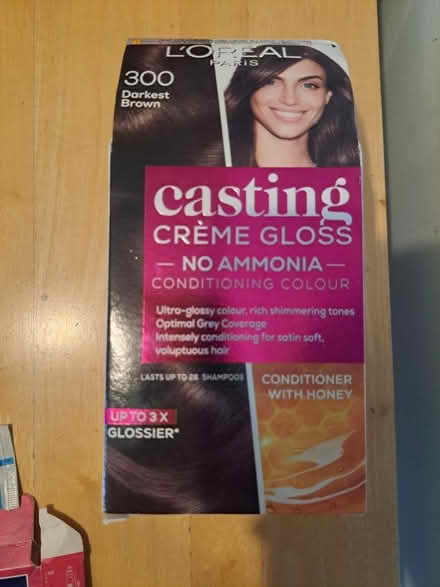 L'ORÉAL
PARIS
300
Darkest
Brown
casting
CRÈME GLOSS
— NO AMMONIA —
CONDITIONING COLOUR
Ultra-glossy colour, rich shimmering tones
Optimal Grey Coverage
Intensely conditioning for satin soft,
voluptuous hair
LASTS UP TO 28 SHAMPOOS
UP TO 3 X
GLOSSIER*
CONDITIONER
WITH HONEY